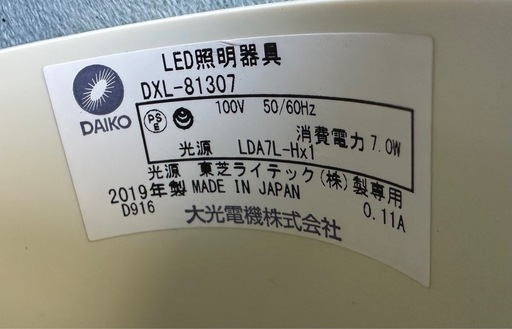 LED照明器具
DXL-81307
DAIKO
PS
E
100V 50/60Hz
消費電力 7.0W
光源 LDA7L-Hx1
光源 東芝ライテック(株)製専用
2019年製 MADE IN JAPAN
0.11A
D916
大光電機株式会社